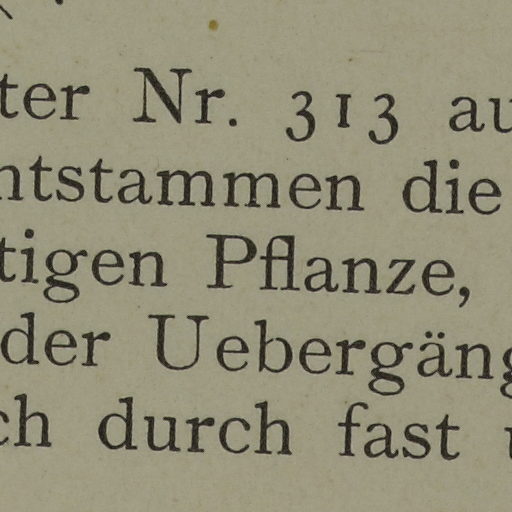 ter Nr. 313 au
ntstammen die
tigen Pflanze,
der Uebergäng
ch durch fast